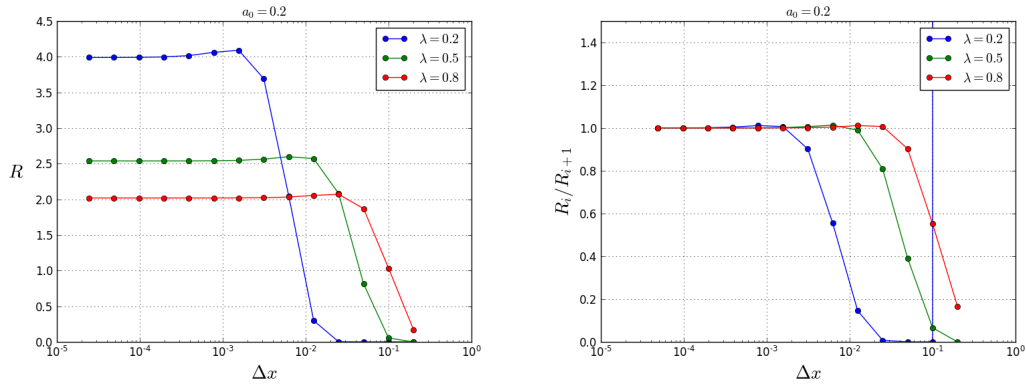 a₀ = 0.2
4.5
4.0
3.5
3.0
2.5
2.0
1.5
1.0
0.5
0.0
R
λ = 0.2
λ = 0.5
λ = 0.8
10⁻⁵ 10⁻⁴ 10⁻³ 10⁻² 10⁻¹ 10⁰
Δx
a₀ = 0.2
1.4
1.2
1.0
0.8
0.6
0.4
0.2
0.0
Rᵢ/Rᵢ₊₁
λ = 0.2
λ = 0.5
λ = 0.8
10⁻⁵ 10⁻⁴ 10⁻³ 10⁻² 10⁻¹ 10⁰
Δx